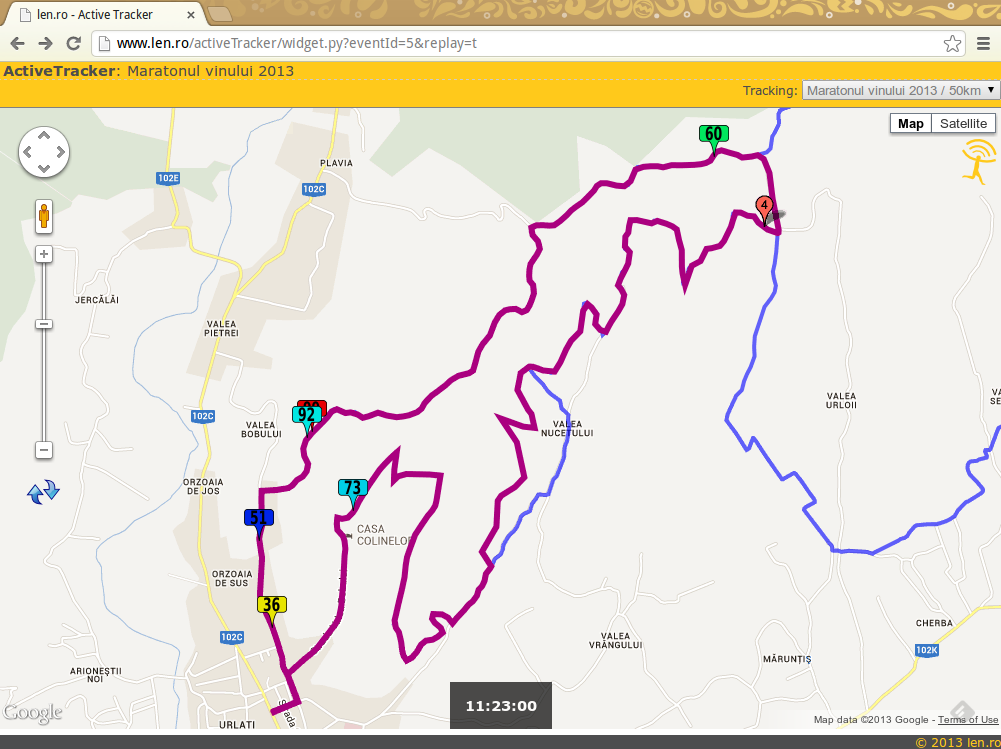 len.ro - Active Tracker
www.len.ro/activeTracker/widget.py?eventId=5&replay=t
ActiveTracker: Maratonul vinului 2013
Tracking: Maratonul vinului 2013 / 50km
Map Satellite
60
PLAVIA
102E
102C
4
JERCĂLĂI
VALEA
PIETREI
92
102C
VALEA
BOBULUI
VALEA
NUCETULUI
VALEA
URLOII
VA
SE
ORZOAIA
DE JOS
73
51
CASA
COLINELOR
ORZOAIA
DE SUS
36
102C
CHERBA
VALEA
VRÂNGULUI
102K
MĂRUNȚIȘ
ARIONEȘTII
NOI
Strada
11:23:00
Google
URLATI
Map data ©2013 Google - Terms of Use
© 2013 len.ro